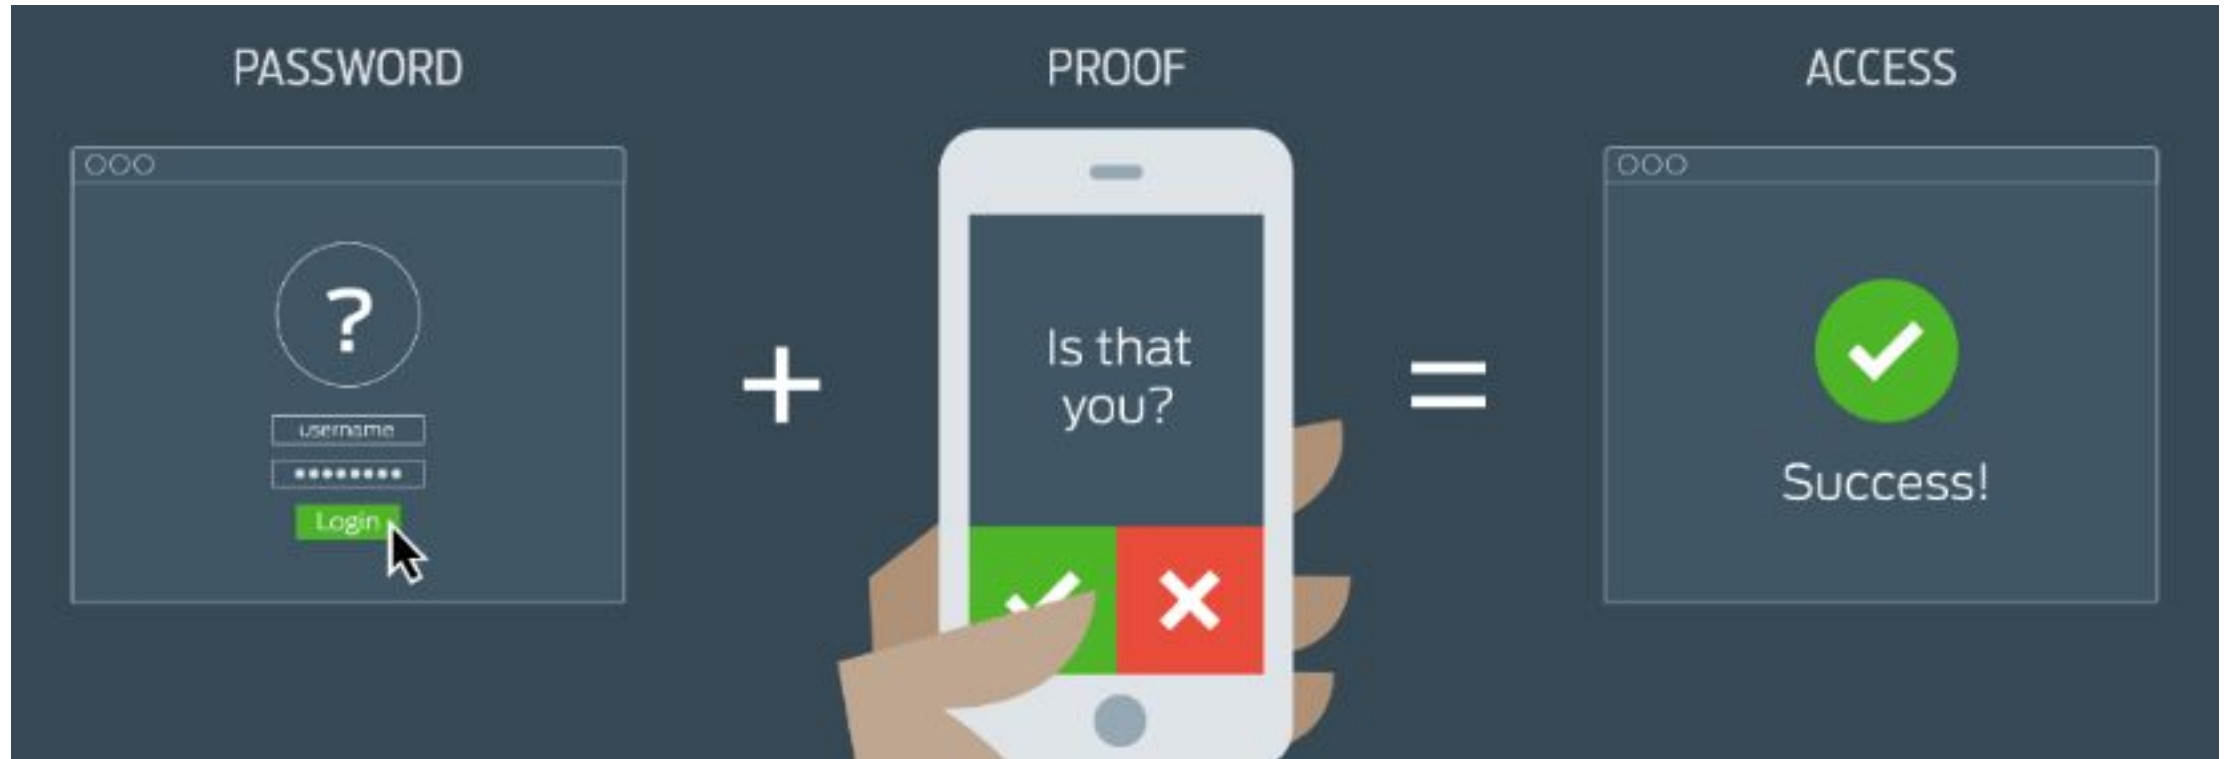 PASSWORD
PROOF
ACCESS
?
username
Login
+
Is that
you?
=
Success!